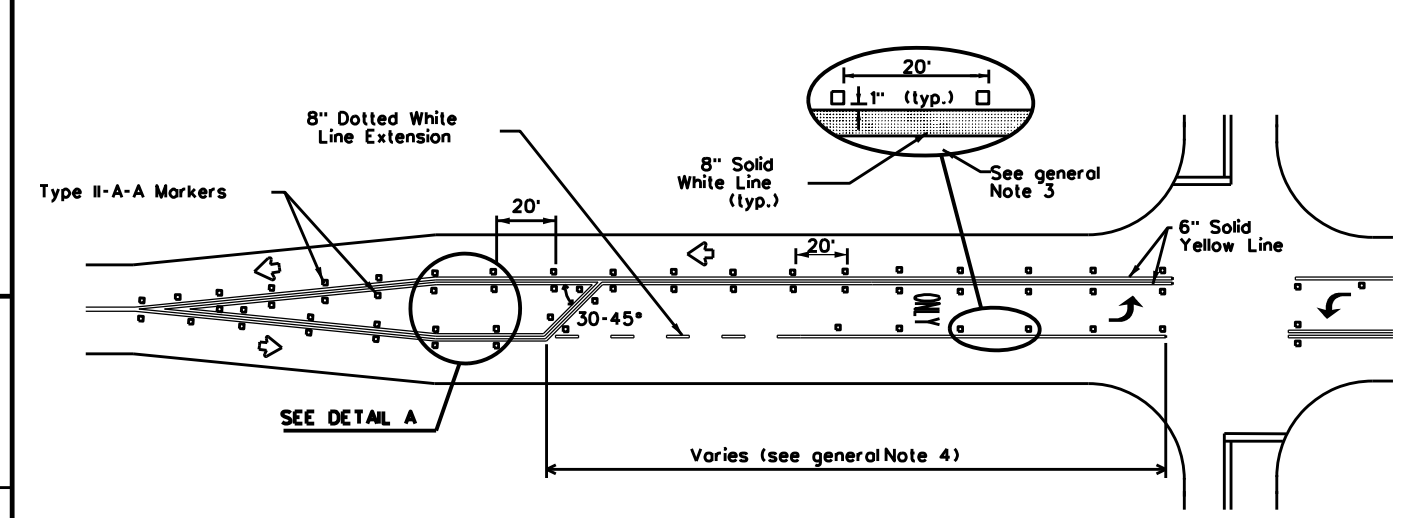 20'
1" (typ.)
8" Dotted White
Line Extension
8" Solid
White Line
(typ.)
See general
Note 3
Type II-A-A Markers
20'
6" Solid
Yellow Line
20'
ONLY
30-45°
SEE DETAIL A
Varies (see general Note 4)